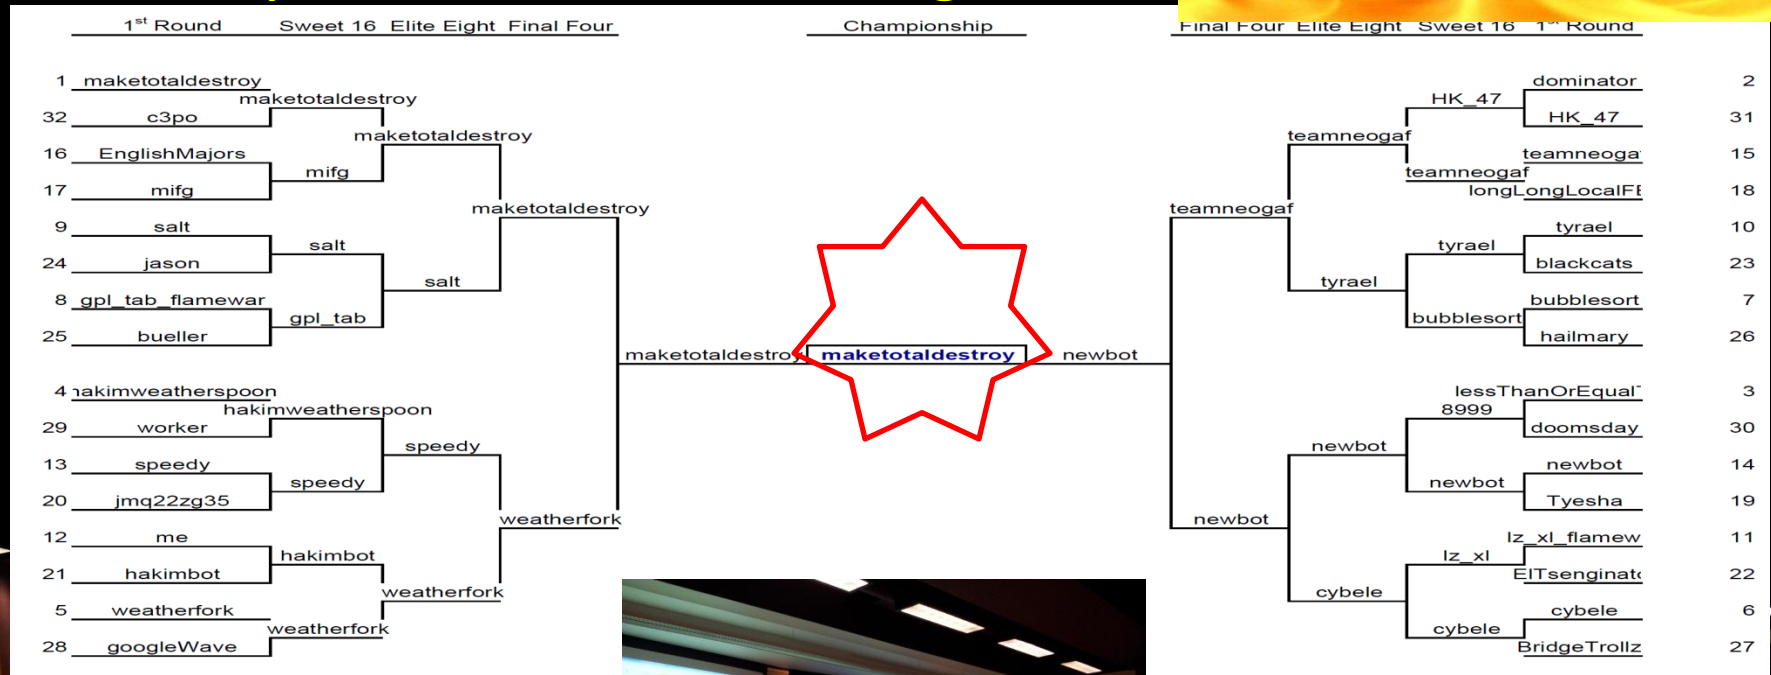 1st Round Sweet 16 Elite Eight Final Four Championship Final Four Elite Eight Sweet 16 1st Round
1 maketotaldestroy dominator 2
maketotaldestroy HK_47
32 c3po HK_47 31
maketotaldestroy teamneogaf
16 EnglishMajors teamneoga 15
mifg teamneogaf
17 mifg longLongLocalFE 18
maketotaldestroy teamneogaf
9 salt tyrael 10
salt tyrael
24 jason blackcats 23
salt tyrael
8 gpl_tab_flamewar bubblesort 7
gpl_tab bubblesort
25 bueller hailmary 26
maketotaldestroy maketotaldestroy newbot
4 hakimweatherspoon lessThanOrEqualT 3
hakimweatherspoon 8999
29 worker doomsday 30
speedy newbot
13 speedy newbot 14
speedy newbot
20 jmq22zg35 Tyesha 19
weatherfork newbot
12 me lz_xl_flamew 11
hakimbot lz_xl
21 hakimbot ElTsenginato 22
weatherfork cybele
5 weatherfork cybele 6
weatherfork cybele
28 googleWave BridgeTrollz 27